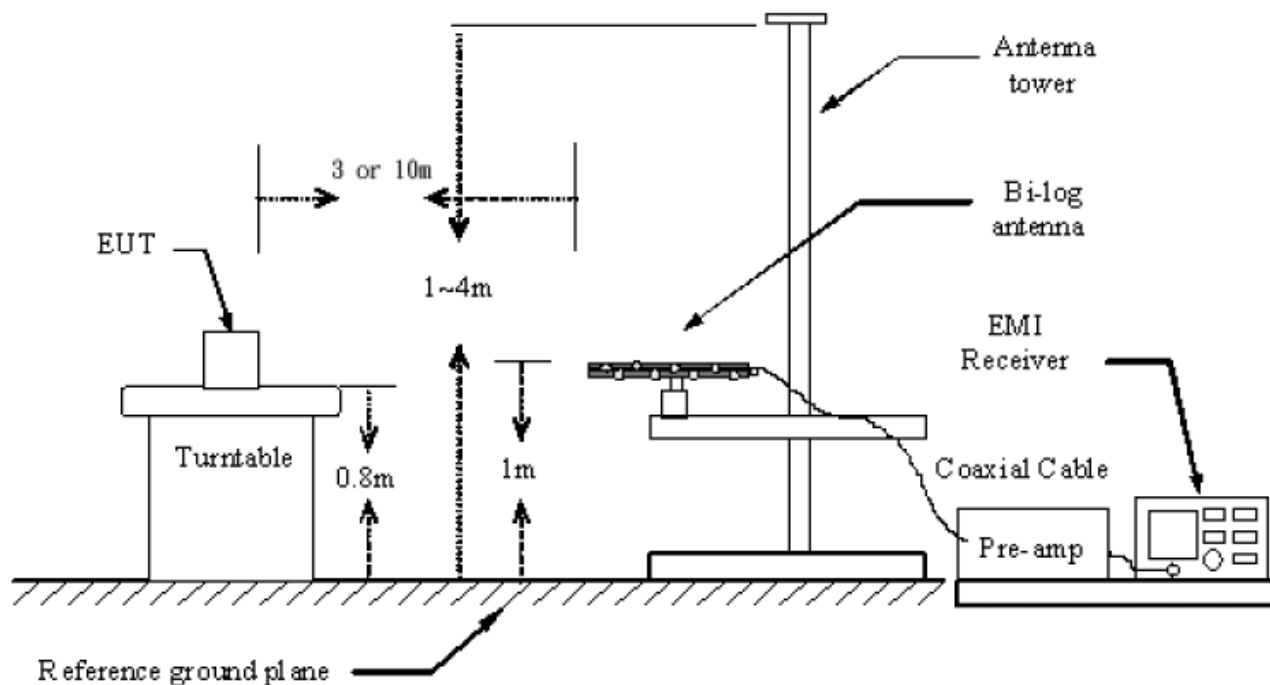 Antenna
tower
3 or 10m
Bi-log
antenna
EUT
1~4m
EMI
Receiver
Turntable
0.8m
1m
Coaxial Cable
Pre-amp
Reference ground plane